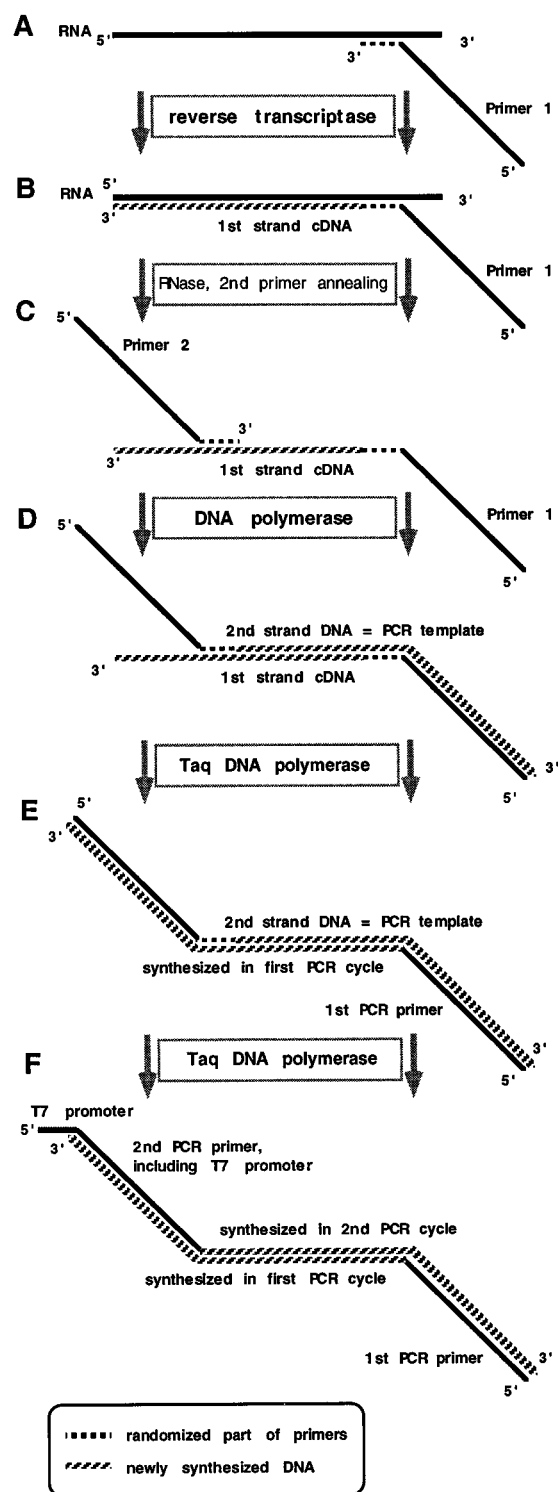 A
RNA 5' 3'
3'
reverse transcriptase
Primer 1
5'
B
5'
RNA
3' 3'
1st strand cDNA
RNase, 2nd primer annealing
Primer 1
5'
C
5'
Primer 2
3'
3'
1st strand cDNA
DNA polymerase
Primer 1
5'
D
5'
2nd strand DNA = PCR template
3'
1st strand cDNA
Taq DNA polymerase
3'
5'
E
5'
3'
2nd strand DNA = PCR template
synthesized in first PCR cycle
1st PCR primer
Taq DNA polymerase
3'
5'
F
T7 promoter
5'
3'
2nd PCR primer,
including T7 promoter
synthesized in 2nd PCR cycle
synthesized in first PCR cycle
1st PCR primer
3'
5'
randomized part of primers
newly synthesized DNA